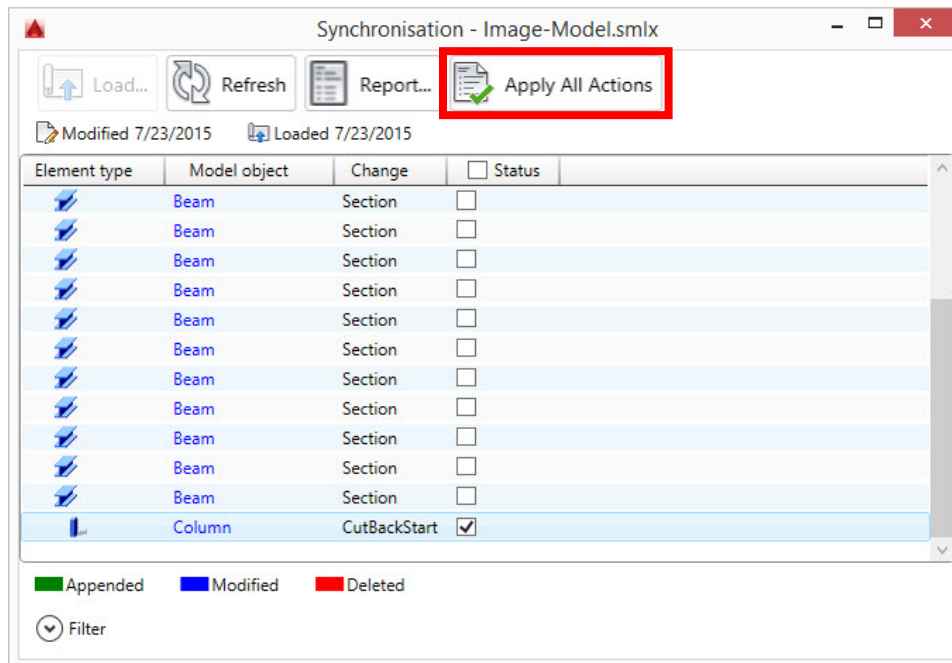 Synchronisation - Image-Model.smlx
Load... Refresh Report... Apply All Actions
Modified 7/23/2015 Loaded 7/23/2015
Element type Model object Change Status
Beam Section
Beam Section
Beam Section
Beam Section
Beam Section
Beam Section
Beam Section
Beam Section
Beam Section
Beam Section
Beam Section
Column CutBackStart
Appended Modified Deleted
Filter